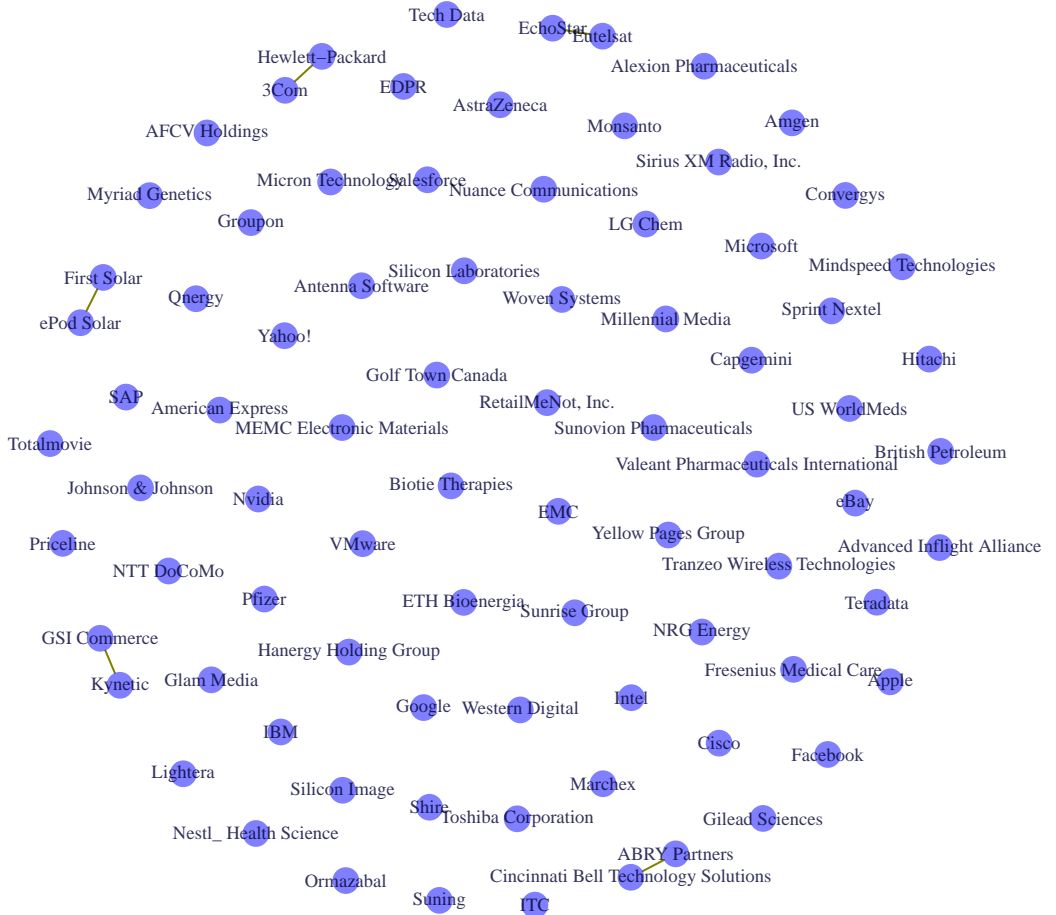 Tech Data
EchoStar
Eutelsat
Hewlett−Packard
Alexion Pharmaceuticals
3Com
EDPR
AstraZeneca
Monsanto
Amgen
AFCV Holdings
Sirius XM Radio, Inc.
Micron Technology
Salesforce
Nuance Communications
Myriad Genetics
Convergys
Groupon
LG Chem
Microsoft
Mindspeed Technologies
Silicon Laboratories
First Solar
Antenna Software
Qnergy
Woven Systems
Sprint Nextel
Millennial Media
ePod Solar
Yahoo!
Capgemini
Hitachi
Golf Town Canada
SAP
RetailMeNot, Inc.
American Express
US WorldMeds
MEMC Electronic Materials
Sunovion Pharmaceuticals
Totalmovie
British Petroleum
Valeant Pharmaceuticals International
Johnson & Johnson
Biotie Therapies
Nvidia
eBay
EMC
Yellow Pages Group
Priceline
VMware
Advanced Inflight Alliance
Tranzeo Wireless Technologies
NTT DoCoMo
Pfizer
ETH Bioenergia
Teradata
Sunrise Group
NRG Energy
GSI Commerce
Hanergy Holding Group
Fresenius Medical Care
Glam Media
Apple
Kynetic
Intel
Google
Western Digital
IBM
Cisco
Facebook
Lightera
Marchex
Silicon Image
Shire
Toshiba Corporation
Gilead Sciences
Nestl_ Health Science
ABRY Partners
Cincinnati Bell Technology Solutions
Ormazabal
Suning
ITC